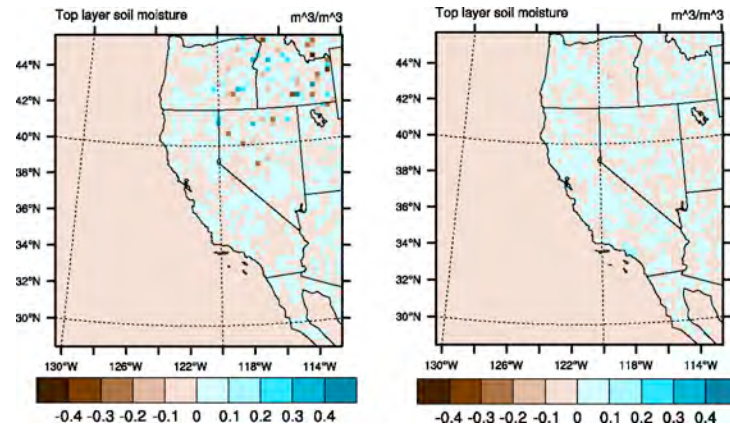 Top layer soil moisture m^3/m^3
44°N
42°N
40°N
38°N
36°N
34°N
32°N
30°N
130°W 126°W 122°W 118°W 114°W
-0.4 -0.3 -0.2 -0.1 0 0.1 0.2 0.3 0.4
Top layer soil moisture m^3/m^3
44°N
42°N
40°N
38°N
36°N
34°N
32°N
30°N
130°W 126°W 122°W 118°W 114°W
-0.4 -0.3 -0.2 -0.1 0 0.1 0.2 0.3 0.4